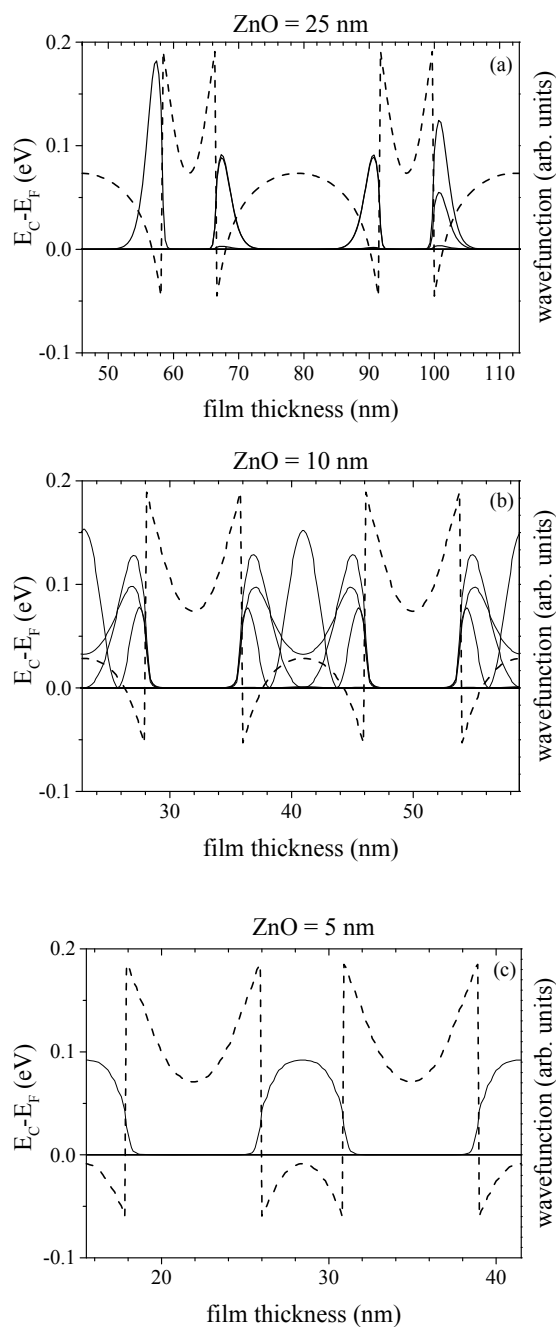 ZnO = 25 nm
(a)
0.2
0.1
0.0
-0.1
E_C-E_F (eV)
wavefunction (arb. units)
50 60 70 80 90 100 110
film thickness (nm)
ZnO = 10 nm
(b)
0.2
0.1
0.0
-0.1
E_C-E_F (eV)
wavefunction (arb. units)
30 40 50
film thickness (nm)
ZnO = 5 nm
(c)
0.2
0.1
0.0
-0.1
E_C-E_F (eV)
wavefunction (arb. units)
20 30 40
film thickness (nm)